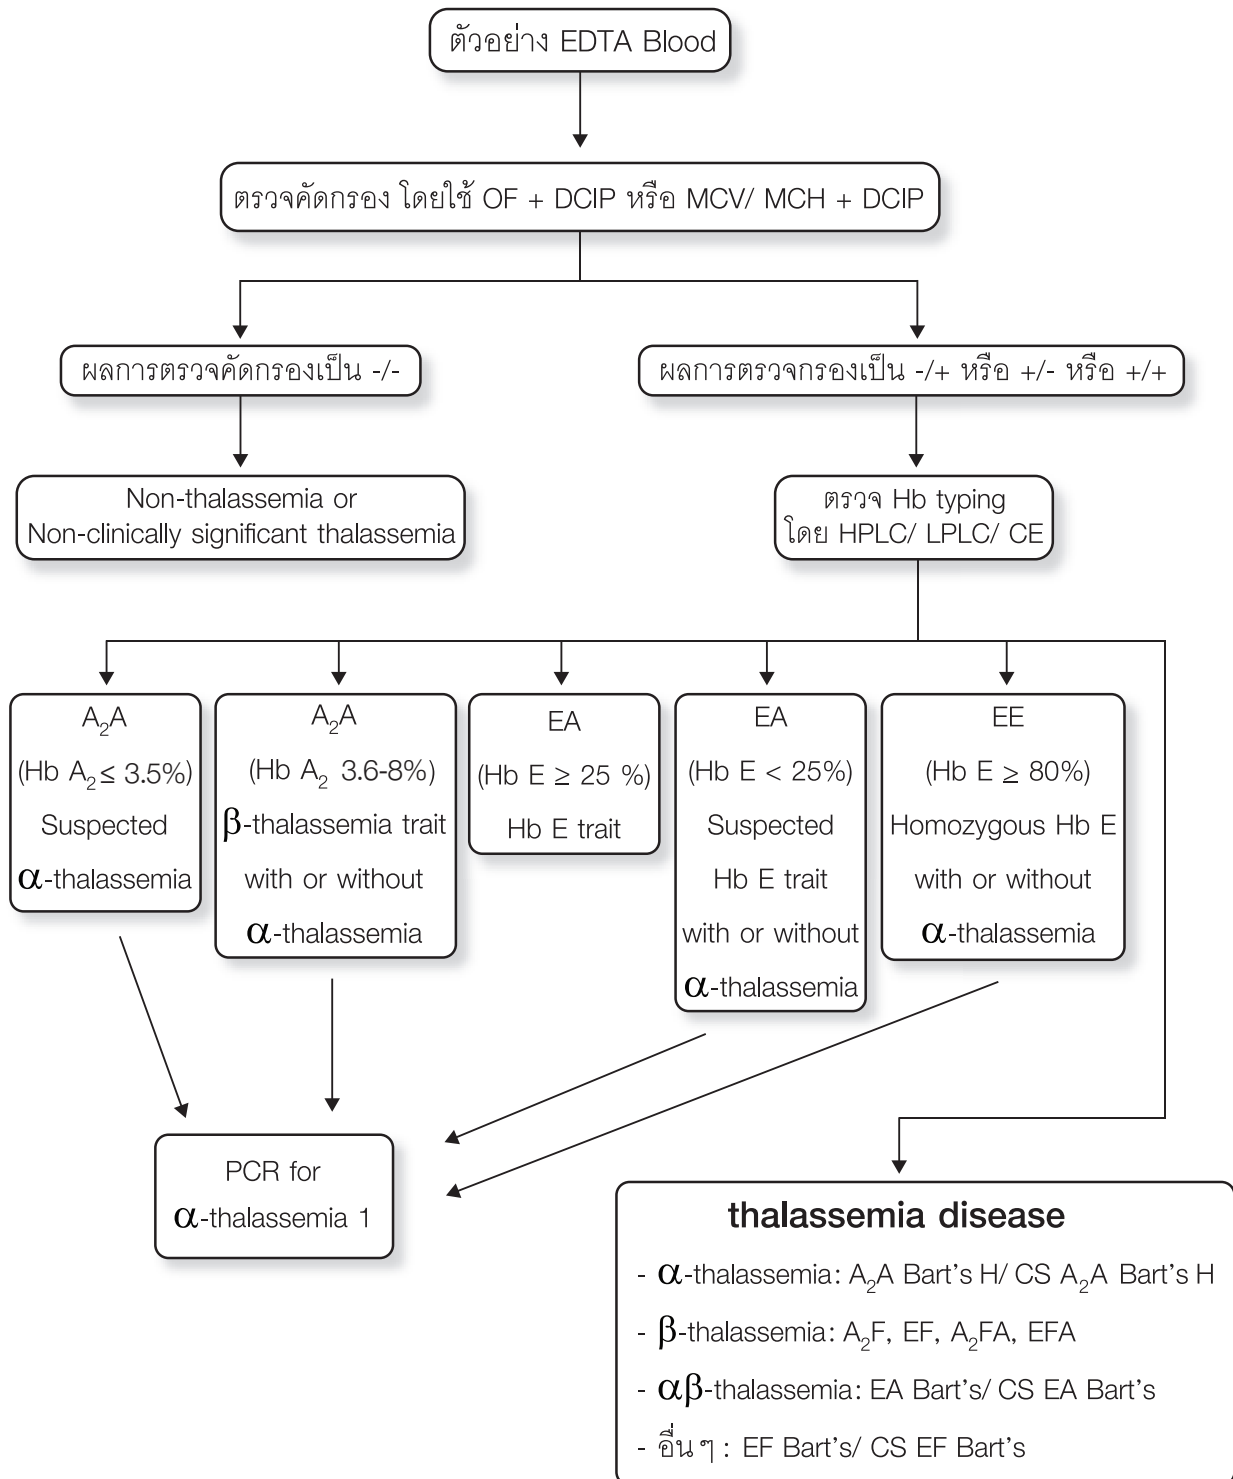 ตัวอย่าง EDTA Blood
ตรวจคัดกรอง โดยใช้ OF + DCIP หรือ MCV/ MCH + DCIP
ผลการตรวจคัดกรองเป็น -/-
ผลการตรวจกรองเป็น -/+ หรือ +/- หรือ +/+
Non-thalassemia or
Non-clinically significant thalassemia
ตรวจ Hb typing
โดย HPLC/ LPLC/ CE
A₂A
(Hb A₂ ≤ 3.5%)
Suspected
α-thalassemia
A₂A
(Hb A₂ 3.6-8%)
β-thalassemia trait
with or without
α-thalassemia
EA
(Hb E ≥ 25 %)
Hb E trait
EA
(Hb E < 25%)
Suspected
Hb E trait
with or without
α-thalassemia
EE
(Hb E ≥ 80%)
Homozygous Hb E
with or without
α-thalassemia
PCR for
α-thalassemia 1
thalassemia disease
- α-thalassemia: A₂A Bart's H/ CS A₂A Bart's H
- β-thalassemia: A₂F, EF, A₂FA, EFA
- αβ-thalassemia: EA Bart's/ CS EA Bart's
- อื่นๆ : EF Bart's/ CS EF Bart's